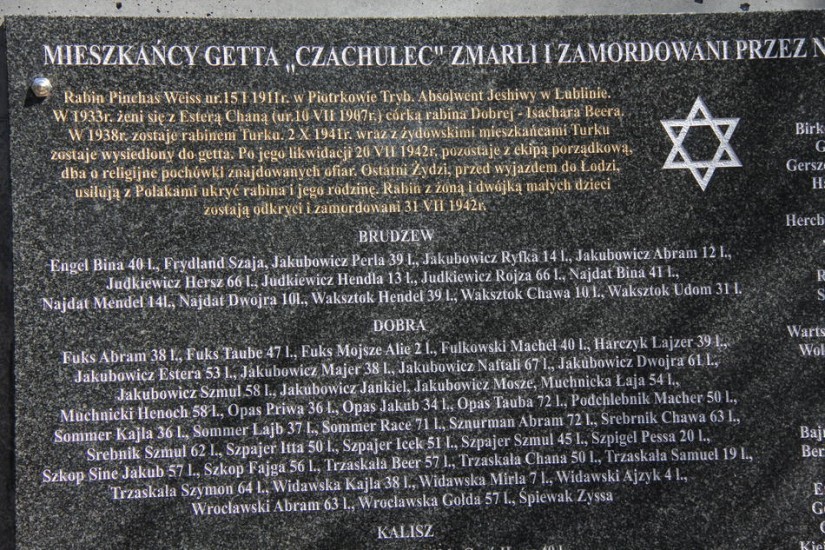 MIESZKAŃCY GETTA „CZACHULEC" ZMARLI I ZAMORDOWANI PRZEZ
Rabin Pinchas Weiss ur.15 I 1911r. w Piotrkowie Tryb. Absolwent Jeshiwy w Lublinie.
W 1933r. żeni się z Esterą Chaną (ur.10 VII 1907r.) córką rabina Dobrej - Isachara Beera.
W 1938r. zostaje rabinem Turku. 2 X 1941r. wraz z żydowskimi mieszkańcami Turku
zostaje wysiedlony do getta. Po jego likwidacji 20 VII 1942r. pozostaje z ekipą porządkową,
dba o religijne pochówki znajdowanych ofiar. Ostatni Żydzi, przed wyjazdem do Łodzi,
usiłują z Polakami ukryć rabina i jego rodzinę. Rabin z żoną i dwójką małych dzieci
zostają odkryci i zamordowani 31 VII 1942r.
BRUDZEW
Engel Bina 40 l., Frydland Szaja, Jakubowicz Perla 39 l., Jakubowicz Ryfka 14 l., Jakubowicz Abram 12 l.,
Judkiewicz Hersz 66 l., Judkiewicz Hendla 13 l., Judkiewicz Rojza 66 l., Najdat Bina 41 l.,
Najdat Mendel 14l., Najdat Dwojra 10l., Waksztok Hendel 39 l., Waksztok Chawa 10 l., Waksztok Udom 31 l.
DOBRA
Fuks Abram 38 l., Fuks Taube 47 l., Fuks Mojsze Alie 2 l., Fulkowski Machel 40 l., Harczyk Lajzer 39 l.,
Jakubowicz Estera 53 l., Jakubowicz Majer 38 l., Jakubowicz Naftali 67 l., Jakubowicz Dwojra 61 l.,
Jakubowicz Szmul 58 l., Jakubowicz Jankiel, Jakubowicz Mosze, Muchnicka Łaja 54 l.,
Muchnicki Henoch 58 l., Opas Priwa 36 l., Opas Jakub 34 l., Opas Tauba 72 l., Podchlebnik Macher 50 l.,
Sommer Kajla 36 l., Sommer Lajb 37 l., Sommer Race 71 l., Sznurman Abram 72 l., Srebrnik Chawa 63 l.,
Srebnik Szmul 62 l., Szpajer Itta 50 l., Szpajer Icek 51 l., Szpajer Szmul 45 l., Szpigel Pessa 20 l.,
Szkop Sine Jakub 57 l., Szkop Fajga 56 l., Trzaskała Beer 57 l., Trzaskała Chana 50 l., Trzaskała Samuel 19 l.,
Trzaskała Szymon 64 l., Widawska Kajla 38 l., Widawska Mirla 7 l., Widawski Ajzyk 4 l.,
Wrocławski Abram 63 l., Wrocławska Gołda 57 l., Śpiewak Zyssa
KALISZ